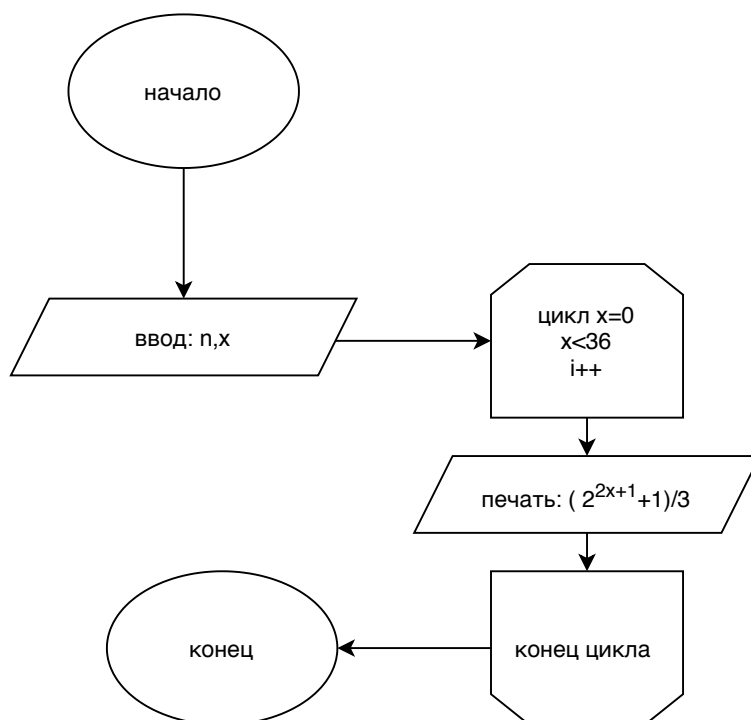 начало
ввод: n,x
цикл x=0
x<36
i++
печать: ( 2^{2x+1}+1)/3
конец цикла
конец